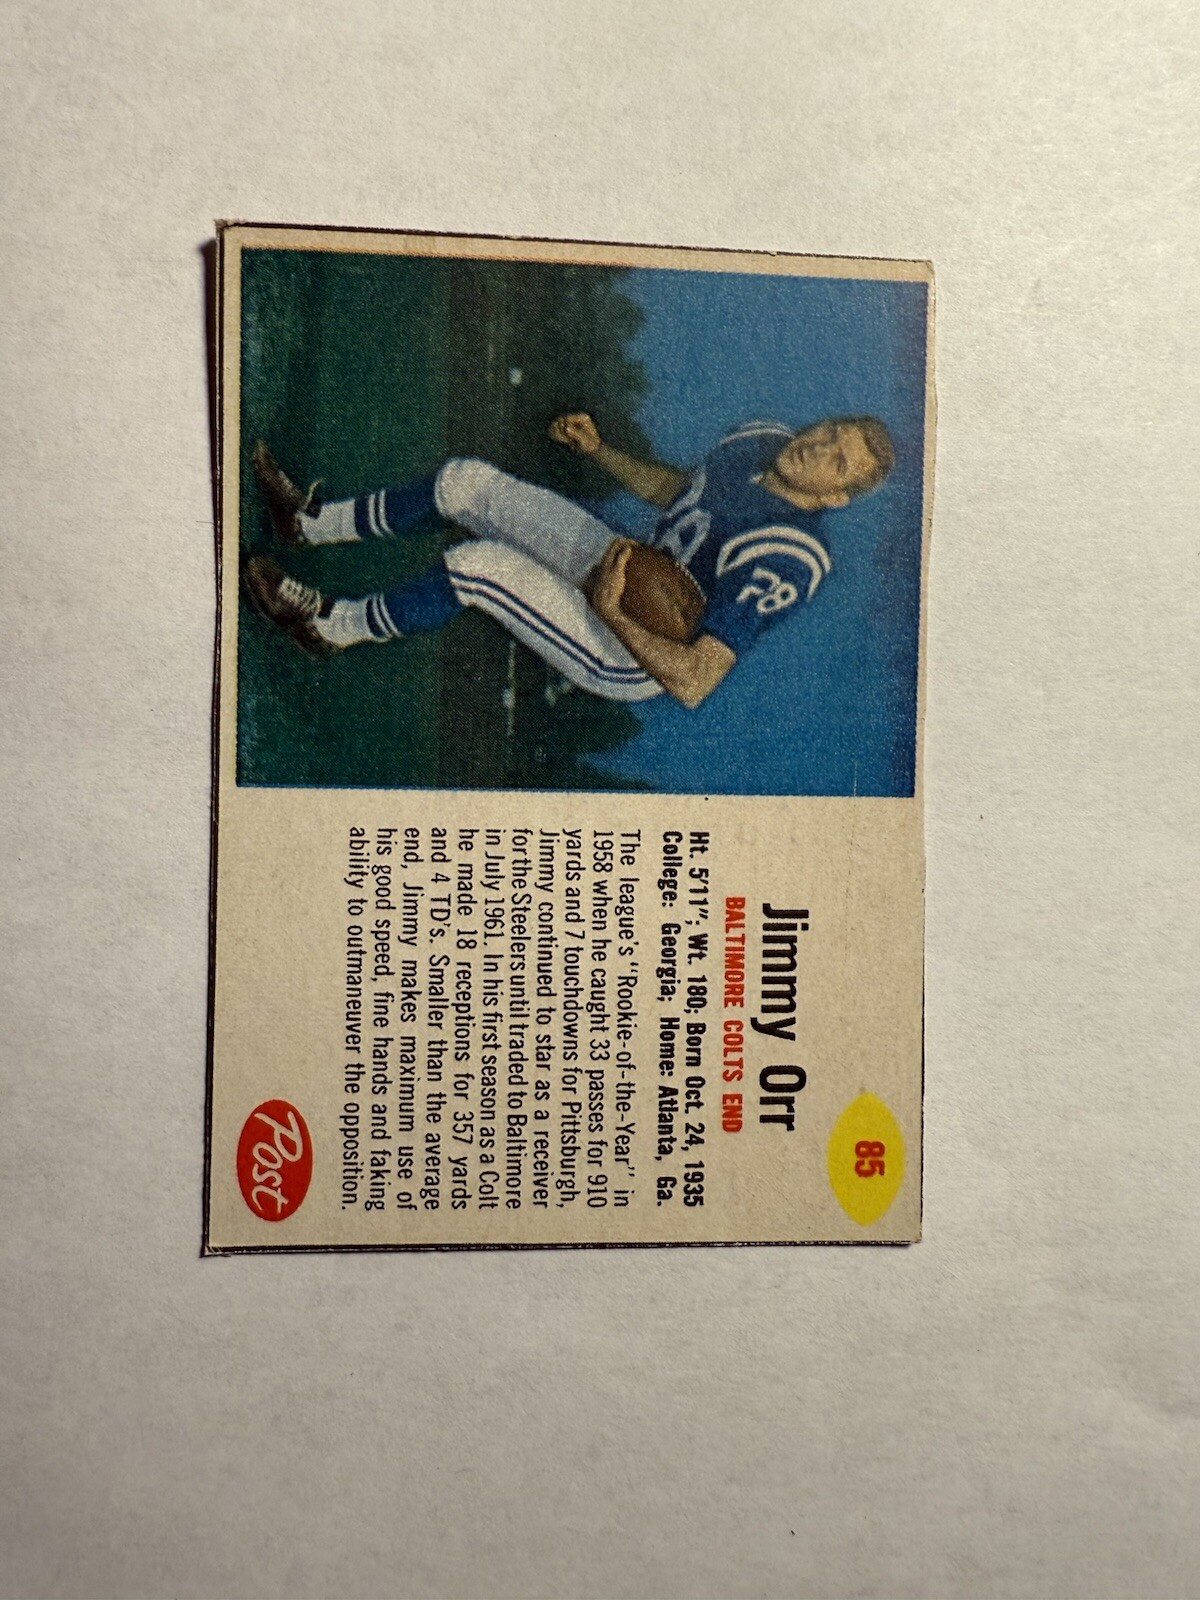 85
Jimmy Orr
BALTIMORE COLTS END
Ht. 5'11"; Wt. 180; Born Oct. 24, 1935
College: Georgia; Home: Atlanta, Ga.
The league's "Rookie-of-the-Year" in
1958 when he caught 33 passes for 910
yards and 7 touchdowns for Pittsburgh,
Jimmy continued to star as a receiver
for the Steelers until traded to Baltimore
in July 1961. In his first season as a Colt
he made 18 receptions for 357 yards
and 4 TD's. Smaller than the average
end, Jimmy makes maximum use of
his good speed, fine hands and faking
ability to outmaneuver the opposition.
Post
28